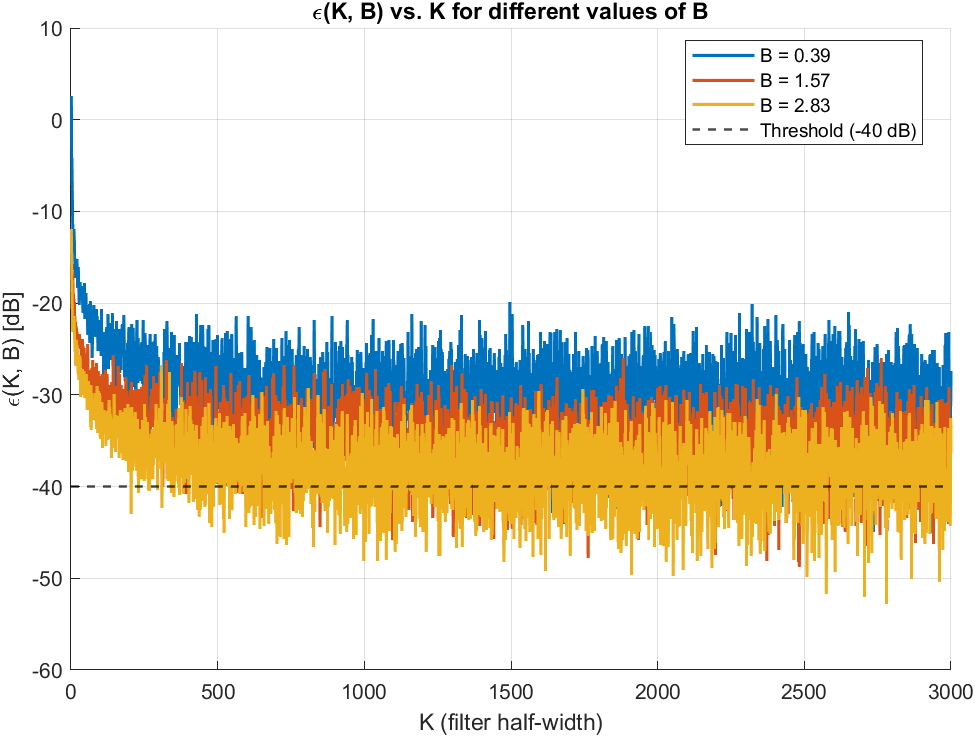 ϵ(K, B) vs. K for different values of B
B = 0.39
B = 1.57
B = 2.83
Threshold (-40 dB)
ϵ(K, B) [dB]
10
0
-10
-20
-30
-40
-50
-60
0 500 1000 1500 2000 2500 3000
K (filter half-width)